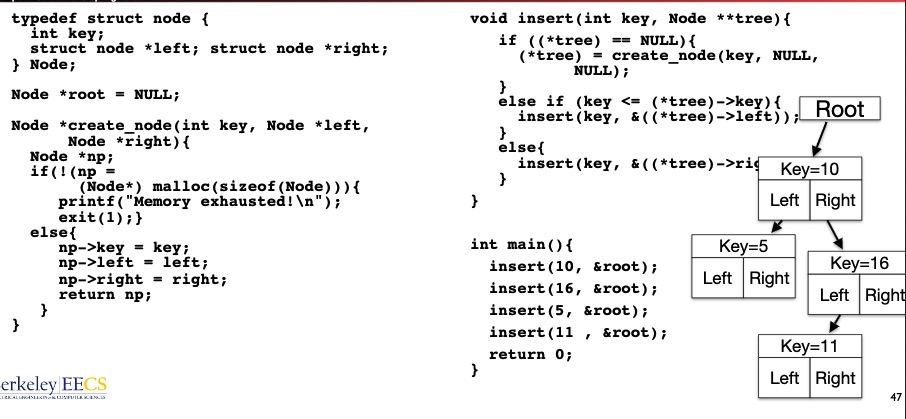 typedef struct node {
int key;
struct node *left; struct node *right;
} Node;
Node *root = NULL;
Node *create_node(int key, Node *left,
Node *right){
Node *np;
if(!(np =
(Node*) malloc(sizeof(Node))){
printf("Memory exhausted!\n");
exit(1);}
else{
np->key = key;
np->left = left;
np->right = right;
return np;
}
}
void insert(int key, Node **tree){
if ((*tree) == NULL){
(*tree) = create_node(key, NULL,
NULL);
}
else if (key <= (*tree)->key){
insert(key, &((*tree)->left));
}
else{
insert(key, &((*tree)->rig
}
}
int main(){
insert(10, &root);
insert(16, &root);
insert(5, &root);
insert(11 , &root);
return 0;
}
Root
Key=10
Left Right
Key=5
Left Right
Key=16
Left Right
Key=11
Left Right
erkeley EECS
47